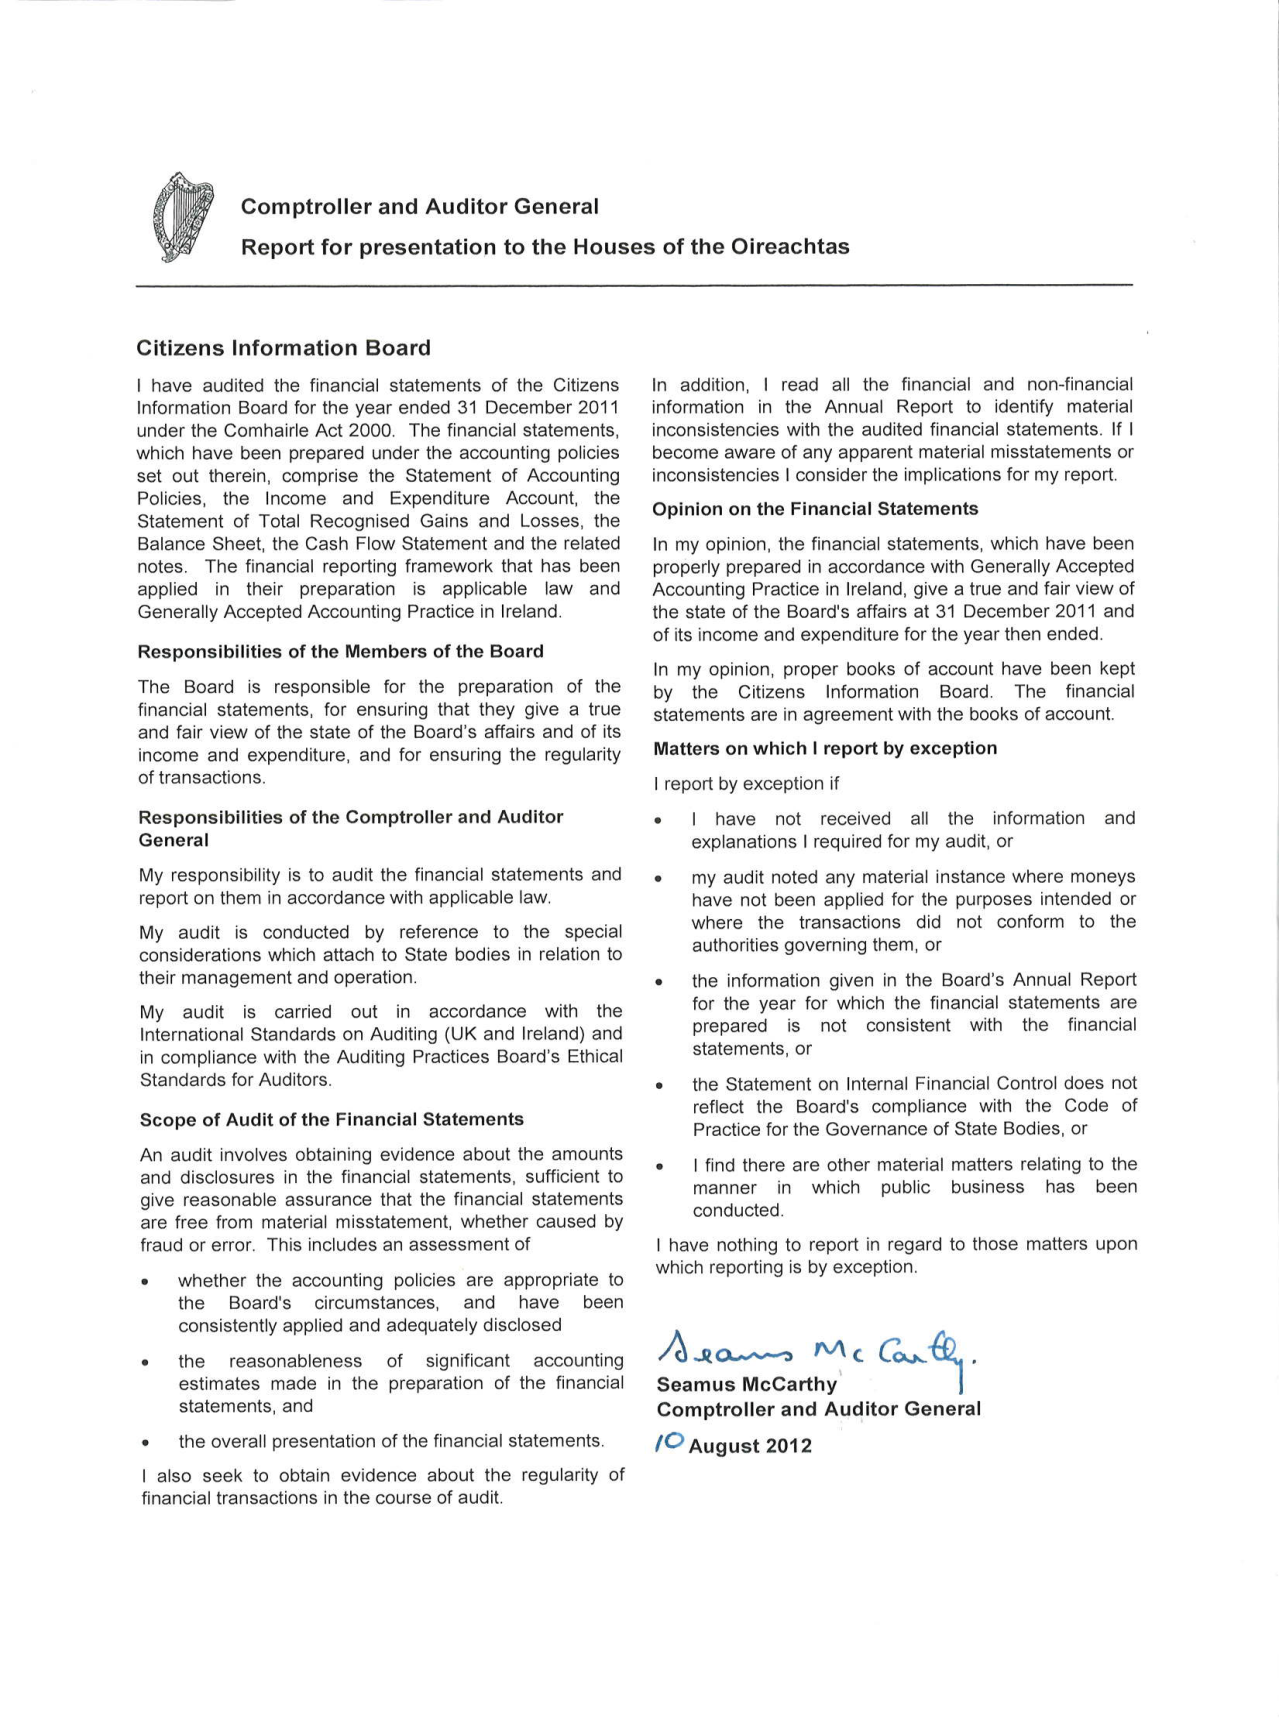 Comptroller and Auditor General
Report for presentation to the Houses of the Oireachtas
Citizens Information Board
I have audited the financial statements of the Citizens
Information Board for the year ended 31 December 2011
under the Comhairle Act 2000. The financial statements,
which have been prepared under the accounting policies
set out therein, comprise the Statement of Accounting
Policies, the Income and Expenditure Account, the
Statement of Total Recognised Gains and Losses, the
Balance Sheet, the Cash Flow Statement and the related
notes. The financial reporting framework that has been
applied in their preparation is applicable law and
Generally Accepted Accounting Practice in Ireland.
Responsibilities of the Members of the Board
The Board is responsible for the preparation of the
financial statements, for ensuring that they give a true
and fair view of the state of the Board's affairs and of its
income and expenditure, and for ensuring the regularity
of transactions.
Responsibilities of the Comptroller and Auditor
General
My responsibility is to audit the financial statements and
report on them in accordance with applicable law.
My audit is conducted by reference to the special
considerations which attach to State bodies in relation to
their management and operation.
My audit is carried out in accordance with the
International Standards on Auditing (UK and Ireland) and
in compliance with the Auditing Practices Board's Ethical
Standards for Auditors.
Scope of Audit of the Financial Statements
An audit involves obtaining evidence about the amounts
and disclosures in the financial statements, sufficient to
give reasonable assurance that the financial statements
are free from material misstatement, whether caused by
fraud or error. This includes an assessment of
• whether the accounting policies are appropriate to
the Board's circumstances, and have been
consistently applied and adequately disclosed
• the reasonableness of significant accounting
estimates made in the preparation of the financial
statements, and
• the overall presentation of the financial statements.
I also seek to obtain evidence about the regularity of
financial transactions in the course of audit.
In addition, I read all the financial and non-financial
information in the Annual Report to identify material
inconsistencies with the audited financial statements. If I
become aware of any apparent material misstatements or
inconsistencies I consider the implications for my report.
Opinion on the Financial Statements
In my opinion, the financial statements, which have been
properly prepared in accordance with Generally Accepted
Accounting Practice in Ireland, give a true and fair view of
the state of the Board's affairs at 31 December 2011 and
of its income and expenditure for the year then ended.
In my opinion, proper books of account have been kept
by the Citizens Information Board. The financial
statements are in agreement with the books of account.
Matters on which I report by exception
I report by exception if
• I have not received all the information and
explanations I required for my audit, or
• my audit noted any material instance where moneys
have not been applied for the purposes intended or
where the transactions did not conform to the
authorities governing them, or
• the information given in the Board's Annual Report
for the year for which the financial statements are
prepared is not consistent with the financial
statements, or
• the Statement on Internal Financial Control does not
reflect the Board's compliance with the Code of
Practice for the Governance of State Bodies, or
• I find there are other material matters relating to the
manner in which public business has been
conducted.
I have nothing to report in regard to those matters upon
which reporting is by exception.
Seamus Mc Carthy.
Seamus McCarthy
Comptroller and Auditor General
10 August 2012